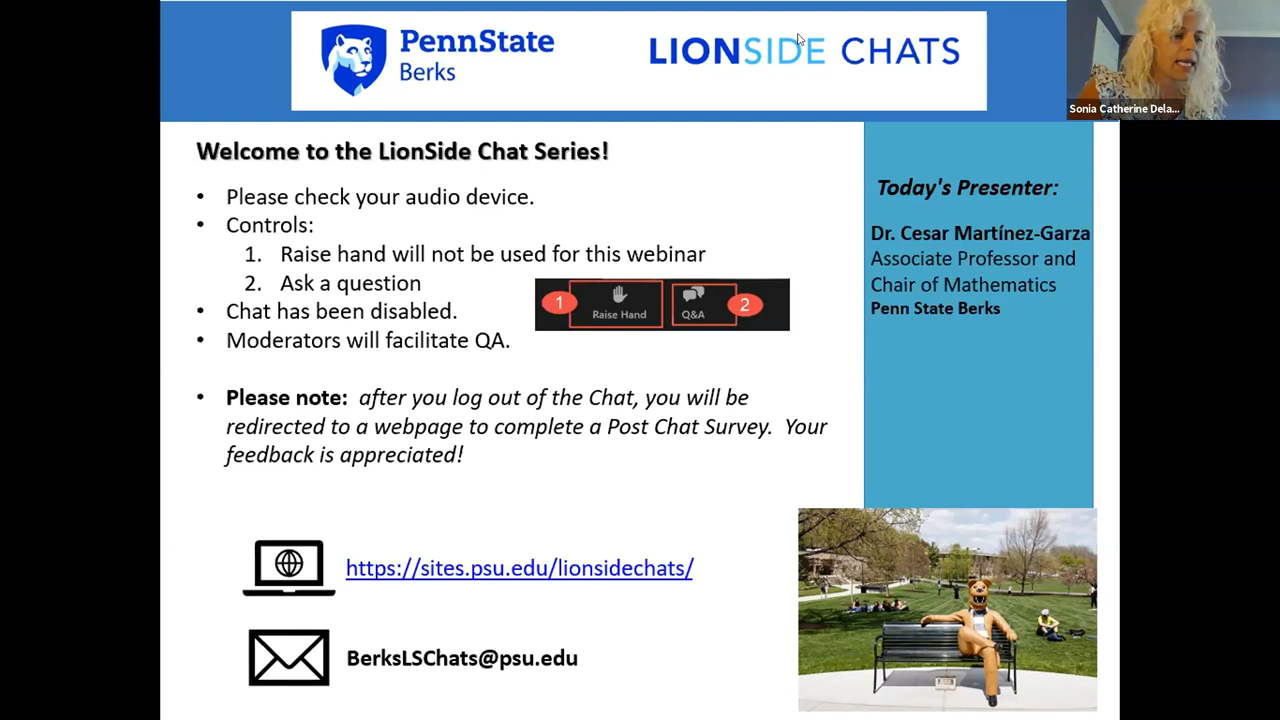 PennState
Berks
LIONSIDE CHATS
Sonia Catherine Dela...
Welcome to the LionSide Chat Series!
• Please check your audio device.
• Controls:
1. Raise hand will not be used for this webinar
2. Ask a question
1 Raise Hand Q&A 2
• Chat has been disabled.
• Moderators will facilitate QA.
• Please note: after you log out of the Chat, you will be
redirected to a webpage to complete a Post Chat Survey. Your
feedback is appreciated!
https://sites.psu.edu/lionsidechats/
BerksLSChats@psu.edu
Today's Presenter:
Dr. Cesar Martínez-Garza
Associate Professor and
Chair of Mathematics
Penn State Berks